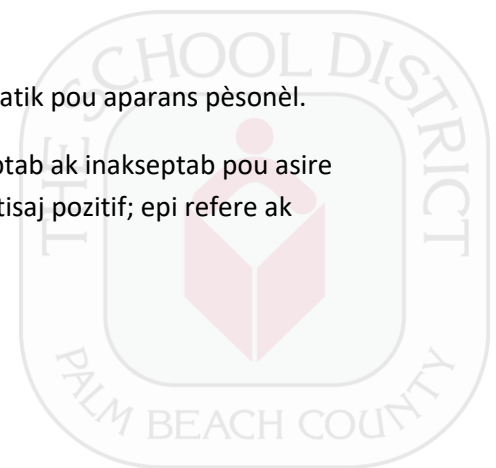 THE SCHOOL DISTRICT
atik pou aparans pèsonèl.
ptab ak inakseptab pou asire
tisaj pozitif; epi refere ak
PALM BEACH COUNTY